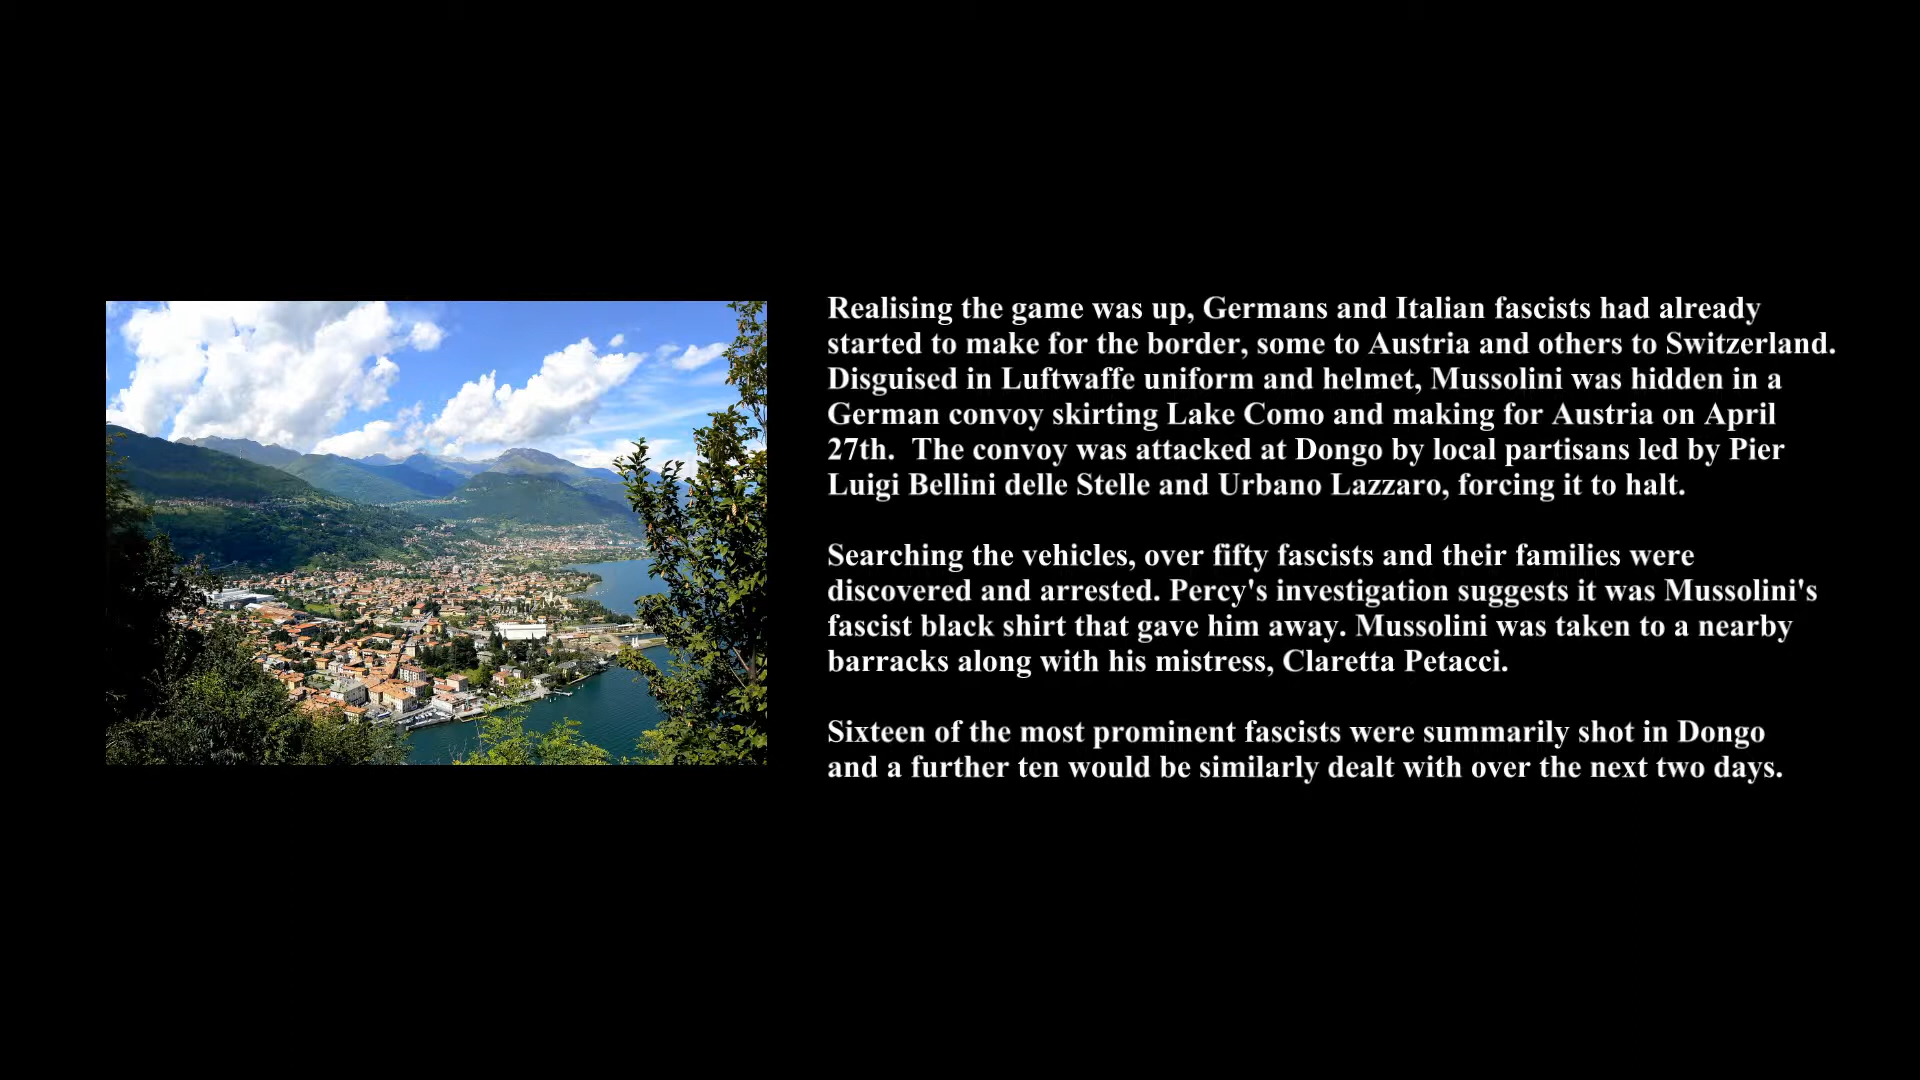 Realising the game was up, Germans and Italian fascists had already
started to make for the border, some to Austria and others to Switzerland.
Disguised in Luftwaffe uniform and helmet, Mussolini was hidden in a
German convoy skirting Lake Como and making for Austria on April
27th.  The convoy was attacked at Dongo by local partisans led by Pier
Luigi Bellini delle Stelle and Urbano Lazzaro, forcing it to halt.
Searching the vehicles, over fifty fascists and their families were
discovered and arrested. Percy's investigation suggests it was Mussolini's
fascist black shirt that gave him away. Mussolini was taken to a nearby
barracks along with his mistress, Claretta Petacci.
Sixteen of the most prominent fascists were summarily shot in Dongo
and a further ten would be similarly dealt with over the next two days.